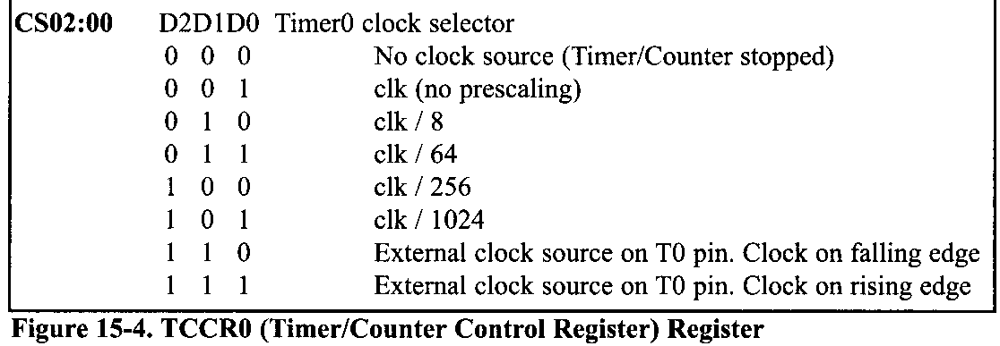 CS02:00 D2D1D0 Timer0 clock selector
0 0 0 No clock source (Timer/Counter stopped)
0 0 1 clk (no prescaling)
0 1 0 clk / 8
0 1 1 clk / 64
1 0 0 clk / 256
1 0 1 clk / 1024
1 1 0 External clock source on T0 pin. Clock on falling edge
1 1 1 External clock source on T0 pin. Clock on rising edge
Figure 15-4. TCCR0 (Timer/Counter Control Register) Register